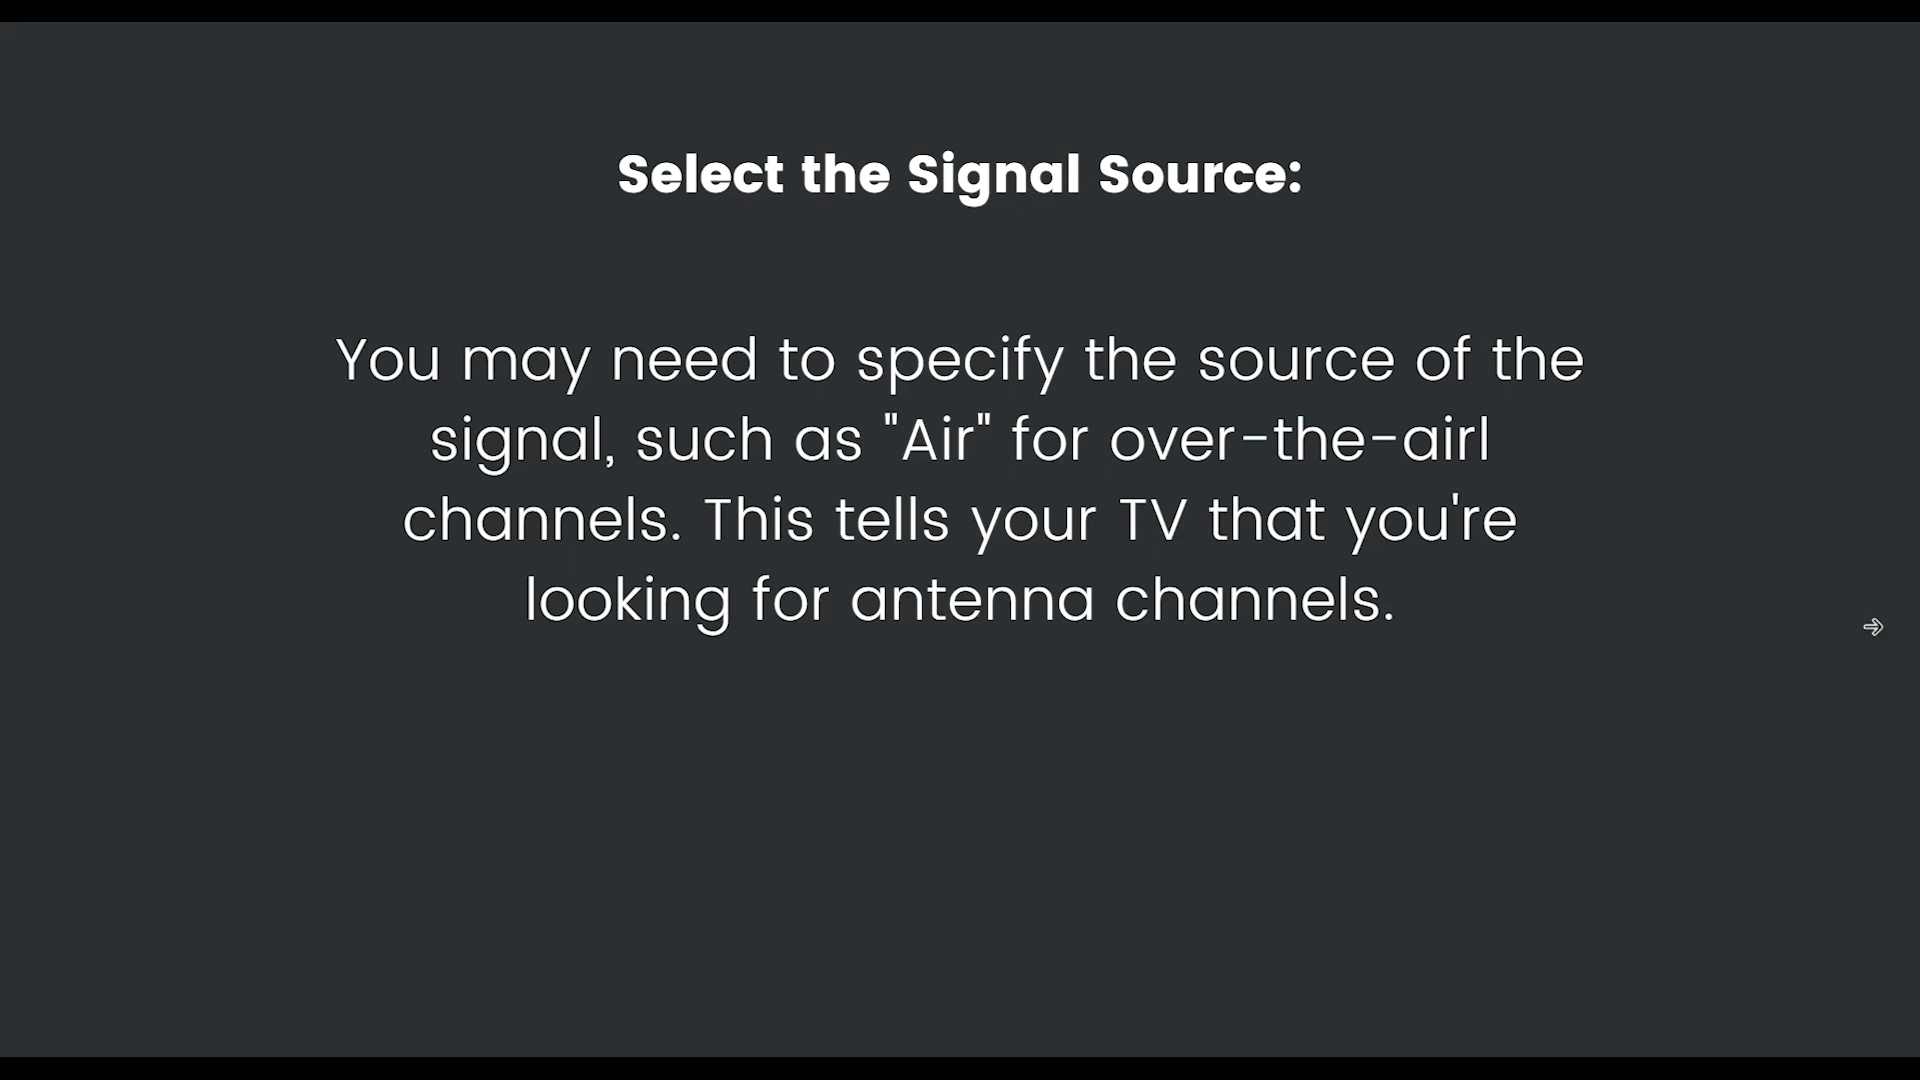 Select the Signal Source:
You may need to specify the source of the
signal, such as "Air" for over-the-airl
channels. This tells your TV that you're
looking for antenna channels.